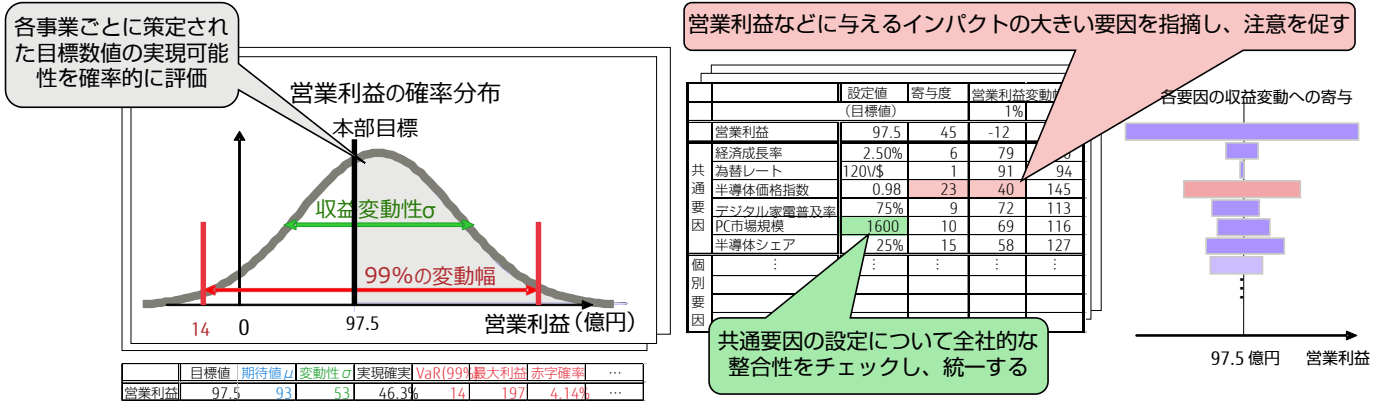 各事業ごとに策定され
た目標数値の実現可能
性を確率的に評価
営業利益の確率分布
本部目標
収益変動性σ
99%の変動幅
14
0
97.5
営業利益(億円)
目標値 期待値μ 変動性σ 実現確実 VaR(99% 最大利益 赤字確率 …
営業利益 97.5 93 53 46.3% 14 197 4.14% …
営業利益などに与えるインパクトの大きい要因を指摘し、注意を促す
設定値 寄与度 営業利益変動幅
(目標値) 1%
営業利益 97.5 45 -12
共通要因
経済成長率 2.50% 6 79
為替レート 120\/$ 1 91 94
半導体価格指数 0.98 23 40 145
デジタル家電普及率 75% 9 72 113
PC市場規模 1600 10 69 116
半導体シェア 25% 15 58 127
個別要因
⋮ ⋮ ⋮ ⋮ ⋮
共通要因の設定について全社的な
整合性をチェックし、統一する
各要因の収益変動への寄与
97.5 億円
営業利益